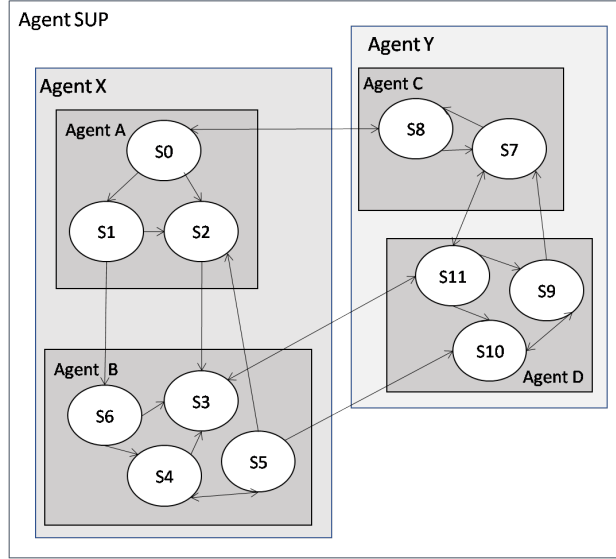 Agent SUP
Agent Y
Agent X
Agent C
Agent A
S8
S7
S0
S1
S2
S11
S9
S10
Agent D
Agent B
S3
S6
S5
S4